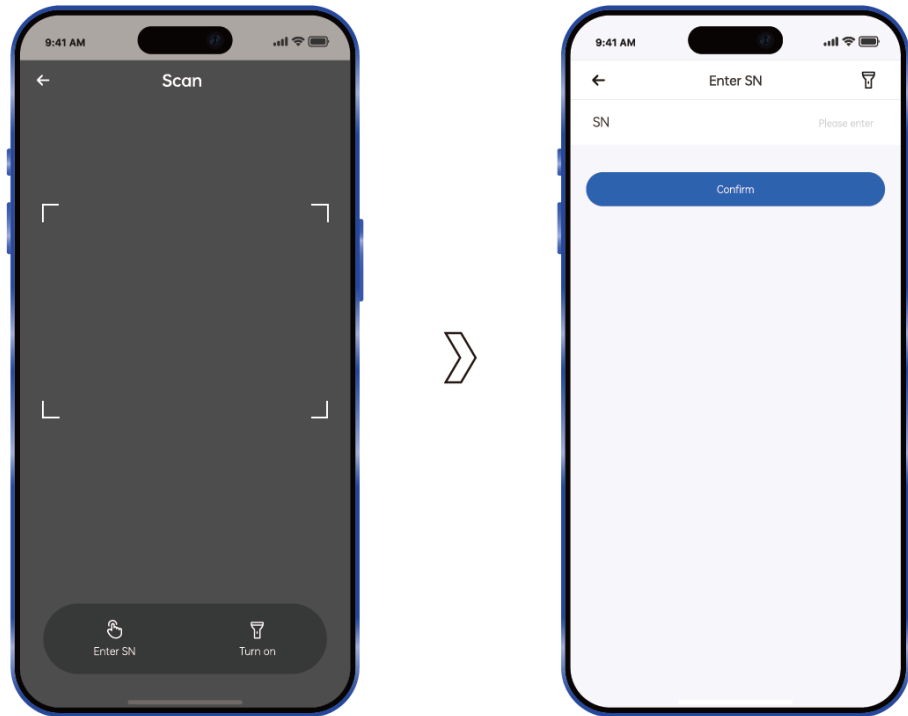 9:41 AM
Scan
Enter SN
Turn on
9:41 AM
Enter SN
SN Please enter
Confirm